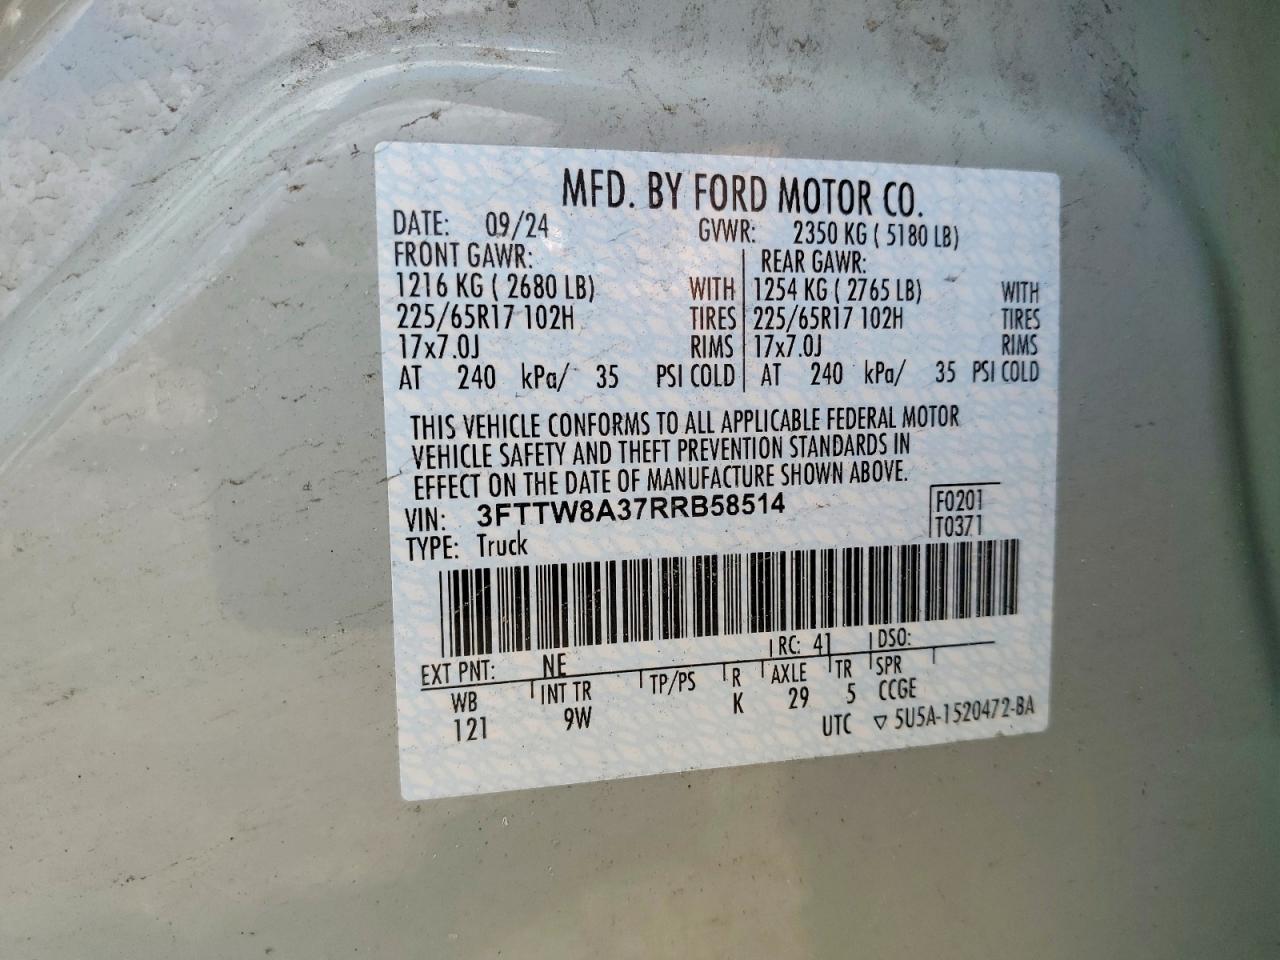 MFD. BY FORD MOTOR CO.
DATE: 09/24 GVWR: 2350 KG ( 5180 LB)
FRONT GAWR: REAR GAWR:
1216 KG ( 2680 LB) WITH 1254 KG ( 2765 LB) WITH
225/65R17 102H TIRES 225/65R17 102H TIRES
17x7.0J RIMS 17x7.0J RIMS
AT 240 kPa/ 35 PSI COLD AT 240 kPa/ 35 PSI COLD
THIS VEHICLE CONFORMS TO ALL APPLICABLE FEDERAL MOTOR
VEHICLE SAFETY AND THEFT PREVENTION STANDARDS IN
EFFECT ON THE DATE OF MANUFACTURE SHOWN ABOVE.
VIN: 3FTTW8A37RRB58514 F0201
TYPE: Truck T0371
EXT PNT: NE RC: 41 DSO:
WB INT TR TP/PS R AXLE TR SPR
121 9W K 29 5 CCGE
UTC ▽ 5U5A-1520472-BA